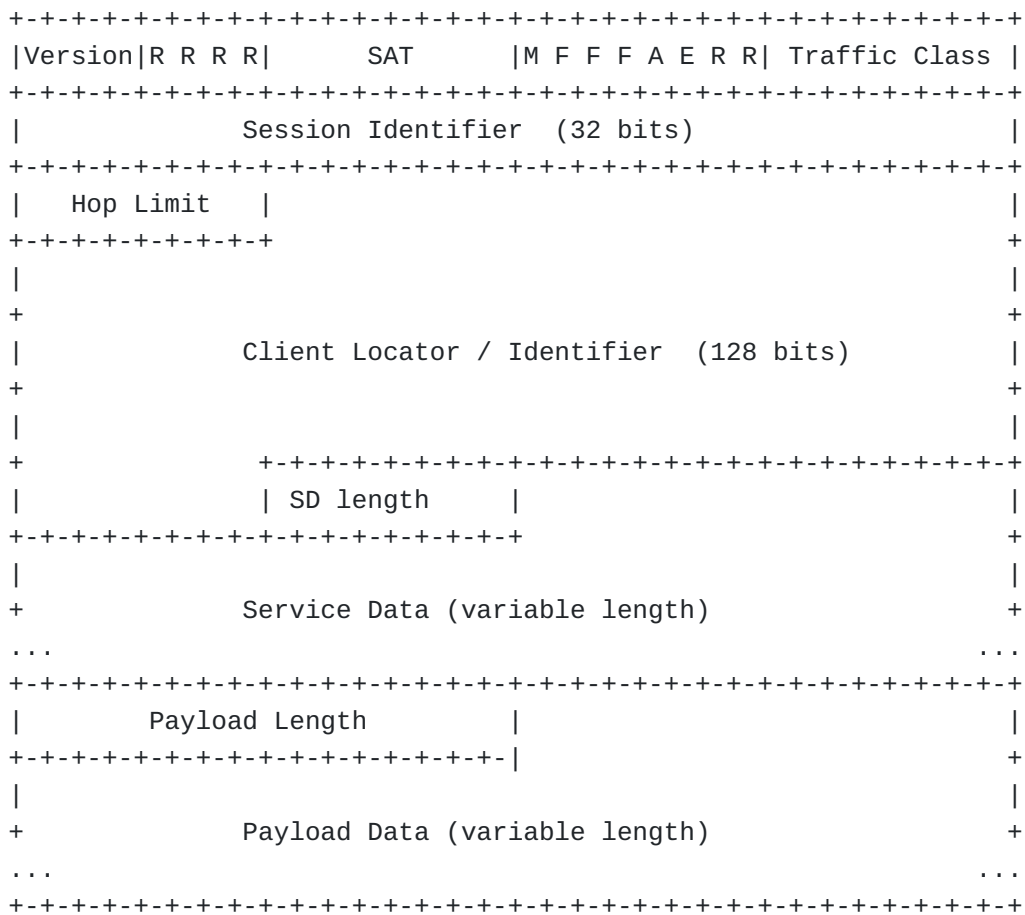 +-+-+-+-+-+-+-+-+-+-+-+-+-+-+-+-+-+-+-+-+-+-+-+-+-+-+-+-+-+-+-+-+
|Version|R R R R|      SAT      |M F F F A E R R| Traffic Class |
+-+-+-+-+-+-+-+-+-+-+-+-+-+-+-+-+-+-+-+-+-+-+-+-+-+-+-+-+-+-+-+-+
|              Session Identifier  (32 bits)                    |
+-+-+-+-+-+-+-+-+-+-+-+-+-+-+-+-+-+-+-+-+-+-+-+-+-+-+-+-+-+-+-+-+
|   Hop Limit   |                                               |
+-+-+-+-+-+-+-+-+                                               +
|                                                               |
+                                                               +
|              Client Locator / Identifier  (128 bits)          |
+                                                               +
|                                                               |
+               +-+-+-+-+-+-+-+-+-+-+-+-+-+-+-+-+-+-+-+-+-+-+-+-+
|               | SD length     |                               |
+-+-+-+-+-+-+-+-+-+-+-+-+-+-+-+-+                               +
|                                                               |
+              Service Data (variable length)                   +
...                                                           ...
+-+-+-+-+-+-+-+-+-+-+-+-+-+-+-+-+-+-+-+-+-+-+-+-+-+-+-+-+-+-+-+-+
|        Payload Length         |                               |
+-+-+-+-+-+-+-+-+-+-+-+-+-+-+-+-|                               +
|                                                               |
+              Payload Data (variable length)                   +
...                                                           ...
+-+-+-+-+-+-+-+-+-+-+-+-+-+-+-+-+-+-+-+-+-+-+-+-+-+-+-+-+-+-+-+-+